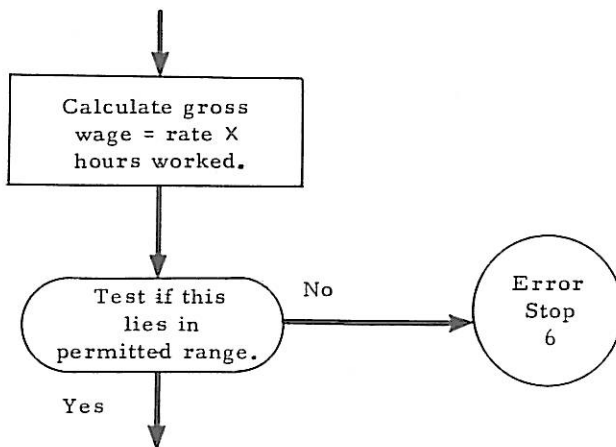 Calculate gross
wage = rate X
hours worked.
Test if this
lies in
permitted range.
No
Error
Stop
6
Yes